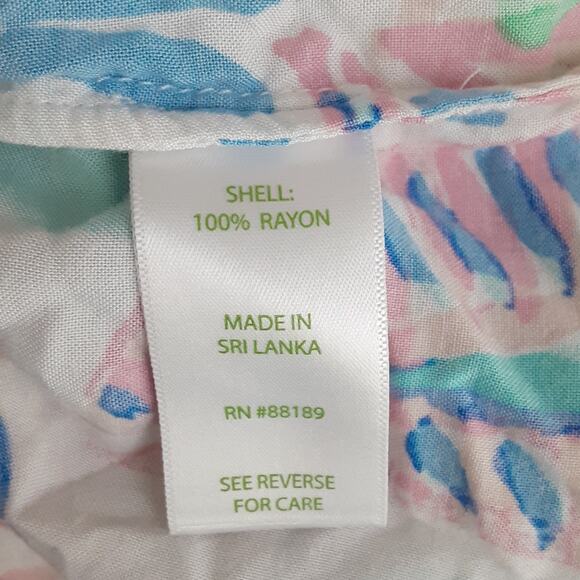 SHELL:
100% RAYON
MADE IN
SRI LANKA
RN #88189
SEE REVERSE
FOR CARE